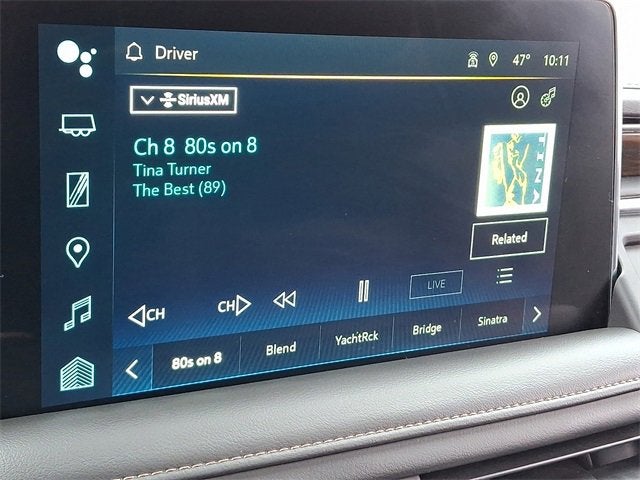 Driver 47° 10:11
SiriusXM
Ch 8 80s on 8
Tina Turner
The Best (89)
TINA
Related
LIVE
CH CH
80s on 8 Blend YachtRck Bridge Sinatra